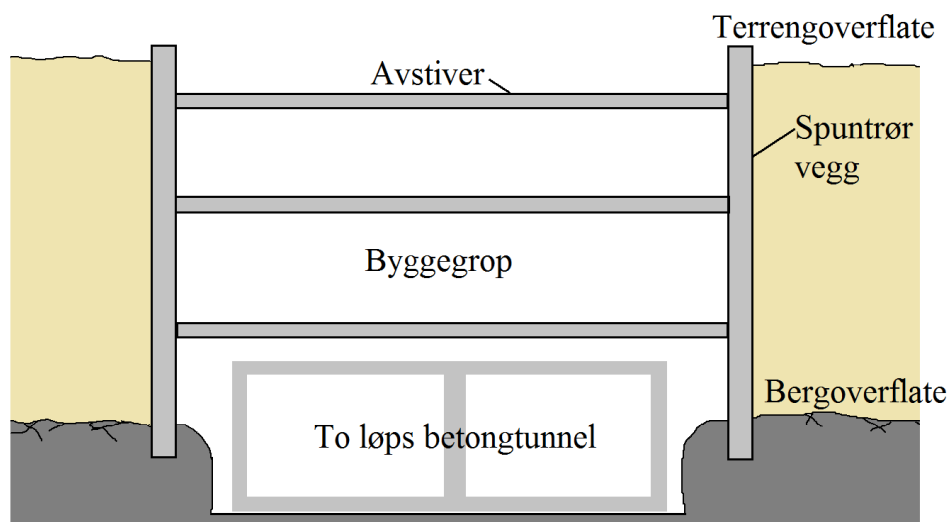 Terrengoverflate
Avstiver
Spuntrør
vegg
Byggegrop
Bergoverflate
To løps betongtunnel